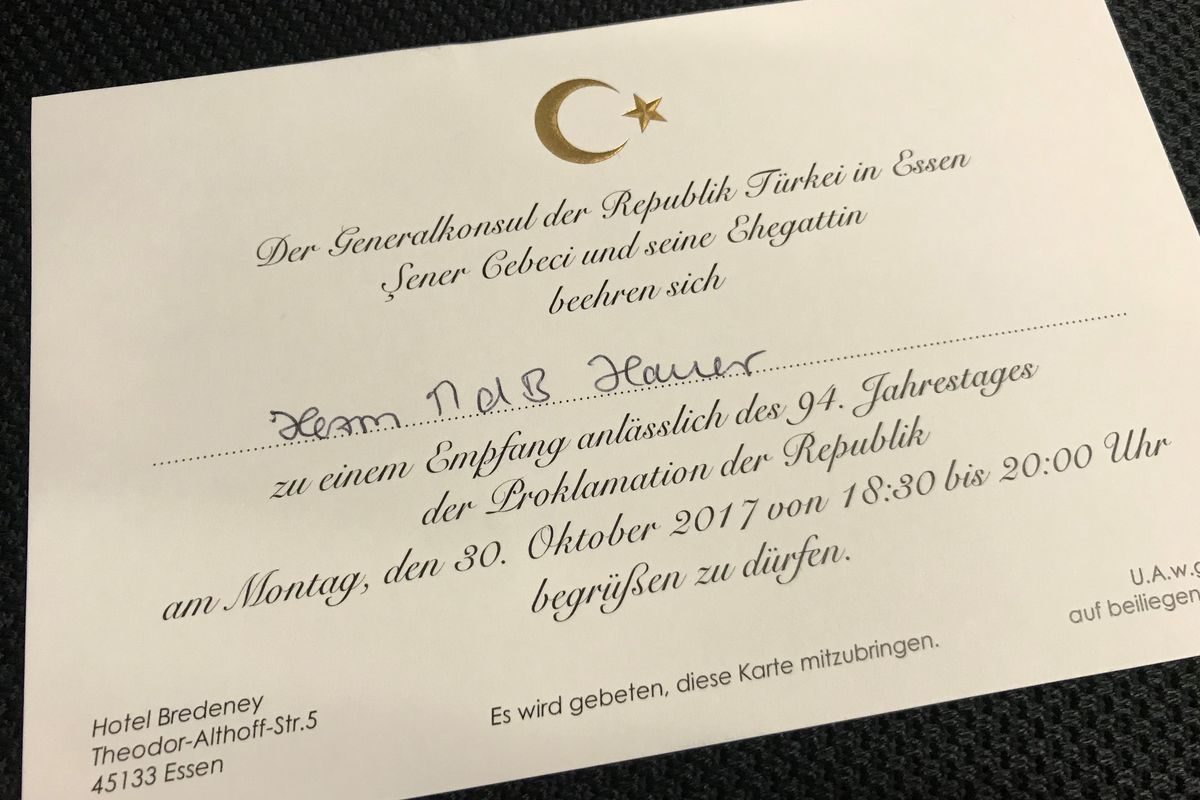 Der Generalkonsul der Republik Türkei in Essen
Şener Cebeci und seine Ehegattin
beehren sich
Herrn MdB Hauer
zu einem Empfang anlässlich des 94. Jahrestages
der Proklamation der Republik
am Montag, den 30. Oktober 2017 von 18:30 bis 20:00 Uhr
begrüßen zu dürfen.
U.A.w.g
auf beiliegen
Es wird gebeten, diese Karte mitzubringen.
Hotel Bredeney
Theodor-Althoff-Str.5
45133 Essen